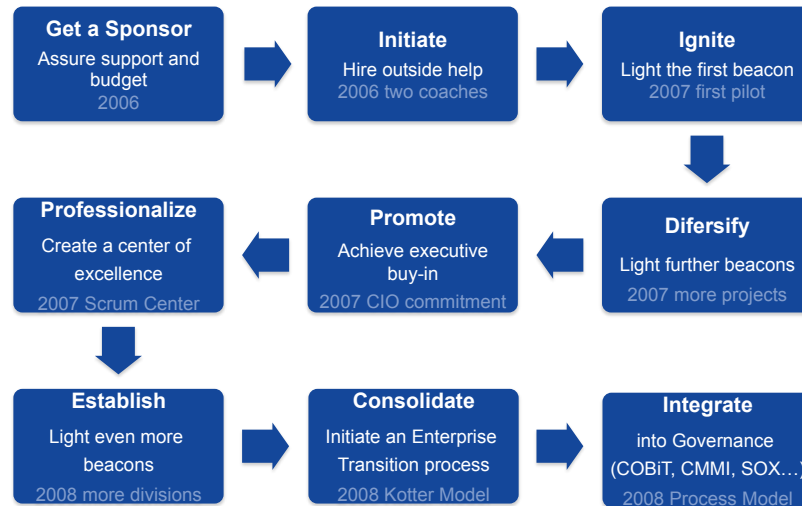 Get a Sponsor
Assure support and
budget
2006
Initiate
Hire outside help
2006 two coaches
Ignite
Light the first beacon
2007 first pilot
Difersify
Light further beacons
2007 more projects
Promote
Achieve executive
buy-in
2007 CIO commitment
Professionalize
Create a center of
excellence
2007 Scrum Center
Establish
Light even more
beacons
2008 more divisions
Consolidate
Initiate an Enterprise
Transition process
2008 Kotter Model
Integrate
into Governance
(COBiT, CMMI, SOX…)
2008 Process Model